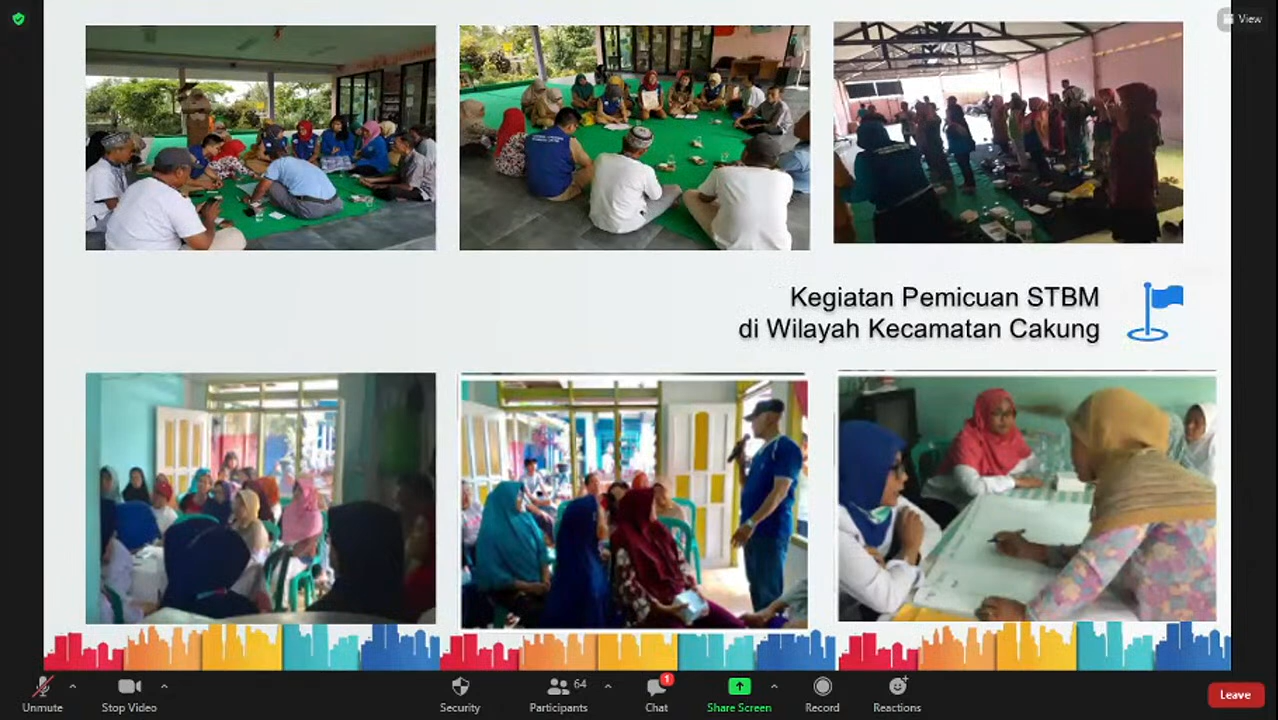 View
Kegiatan Pemicuan STBM
di Wilayah Kecamatan Cakung
Unmute
Stop Video
Security
64
Participants
1
Chat
Share Screen
Record
Reactions
Leave